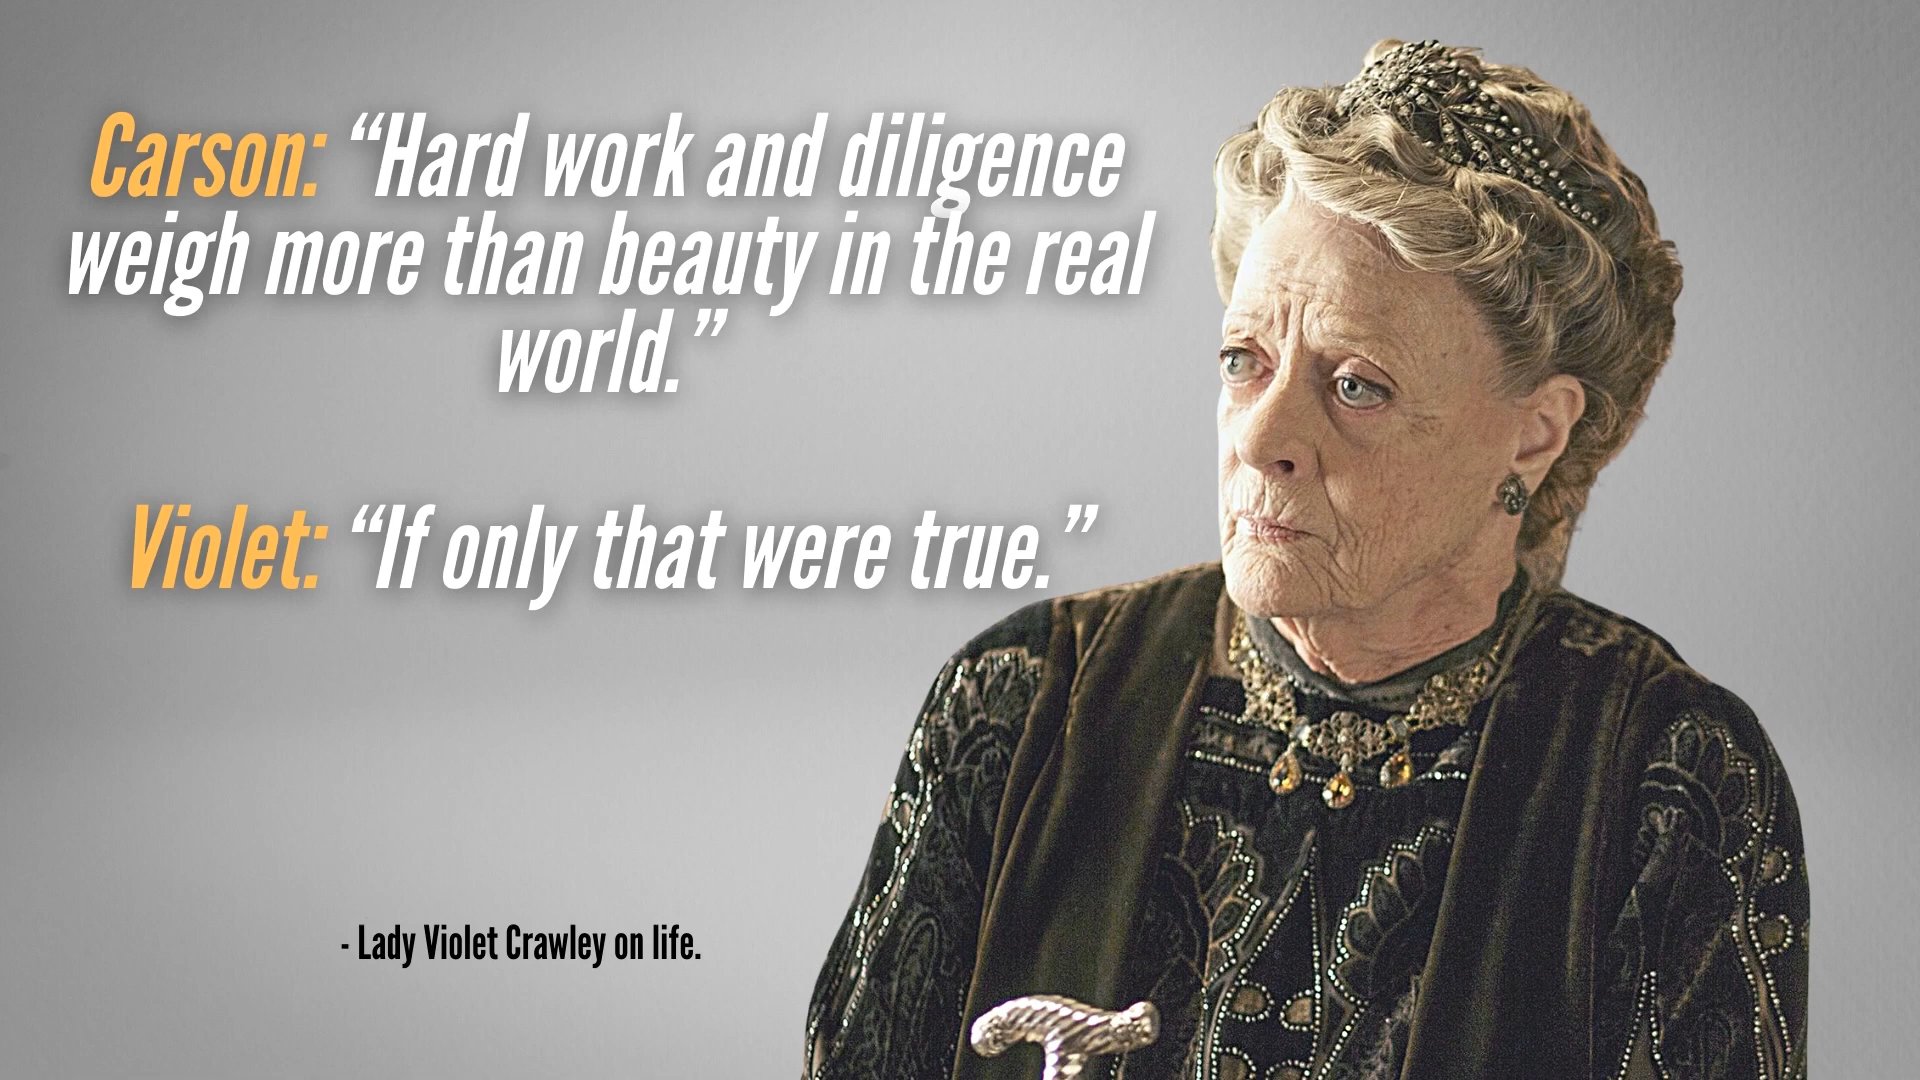 Carson: “Hard work and diligence
weigh more than beauty in the real
world.”
Violet: “If only that were true.”
- Lady Violet Crawley on life.